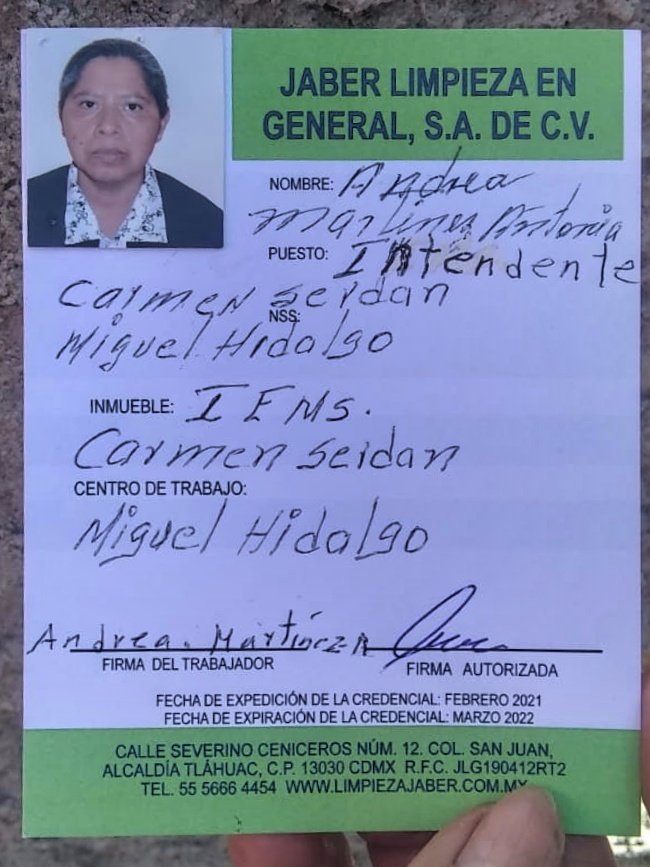 JABER LIMPIEZA EN
GENERAL, S.A. DE C.V.
NOMBRE: Andrea
Martinez Antonia
PUESTO: Intendente
Carmen Serdan
NSS:
Miguel Hidalgo
INMUEBLE: IEMS.
Carmen Serdan
CENTRO DE TRABAJO:
Miguel Hidalgo
Andrea. Martínez A
FIRMA DEL TRABAJADOR FIRMA AUTORIZADA
FECHA DE EXPEDICIÓN DE LA CREDENCIAL: FEBRERO 2021
FECHA DE EXPIRACIÓN DE LA CREDENCIAL: MARZO 2022
CALLE SEVERINO CENICEROS NÚM. 12. COL. SAN JUAN,
ALCALDÍA TLÁHUAC, C.P. 13030 CDMX R.F.C. JLG190412RT2
TEL. 55 5666 4454 WWW.LIMPIEZAJABER.COM.MX